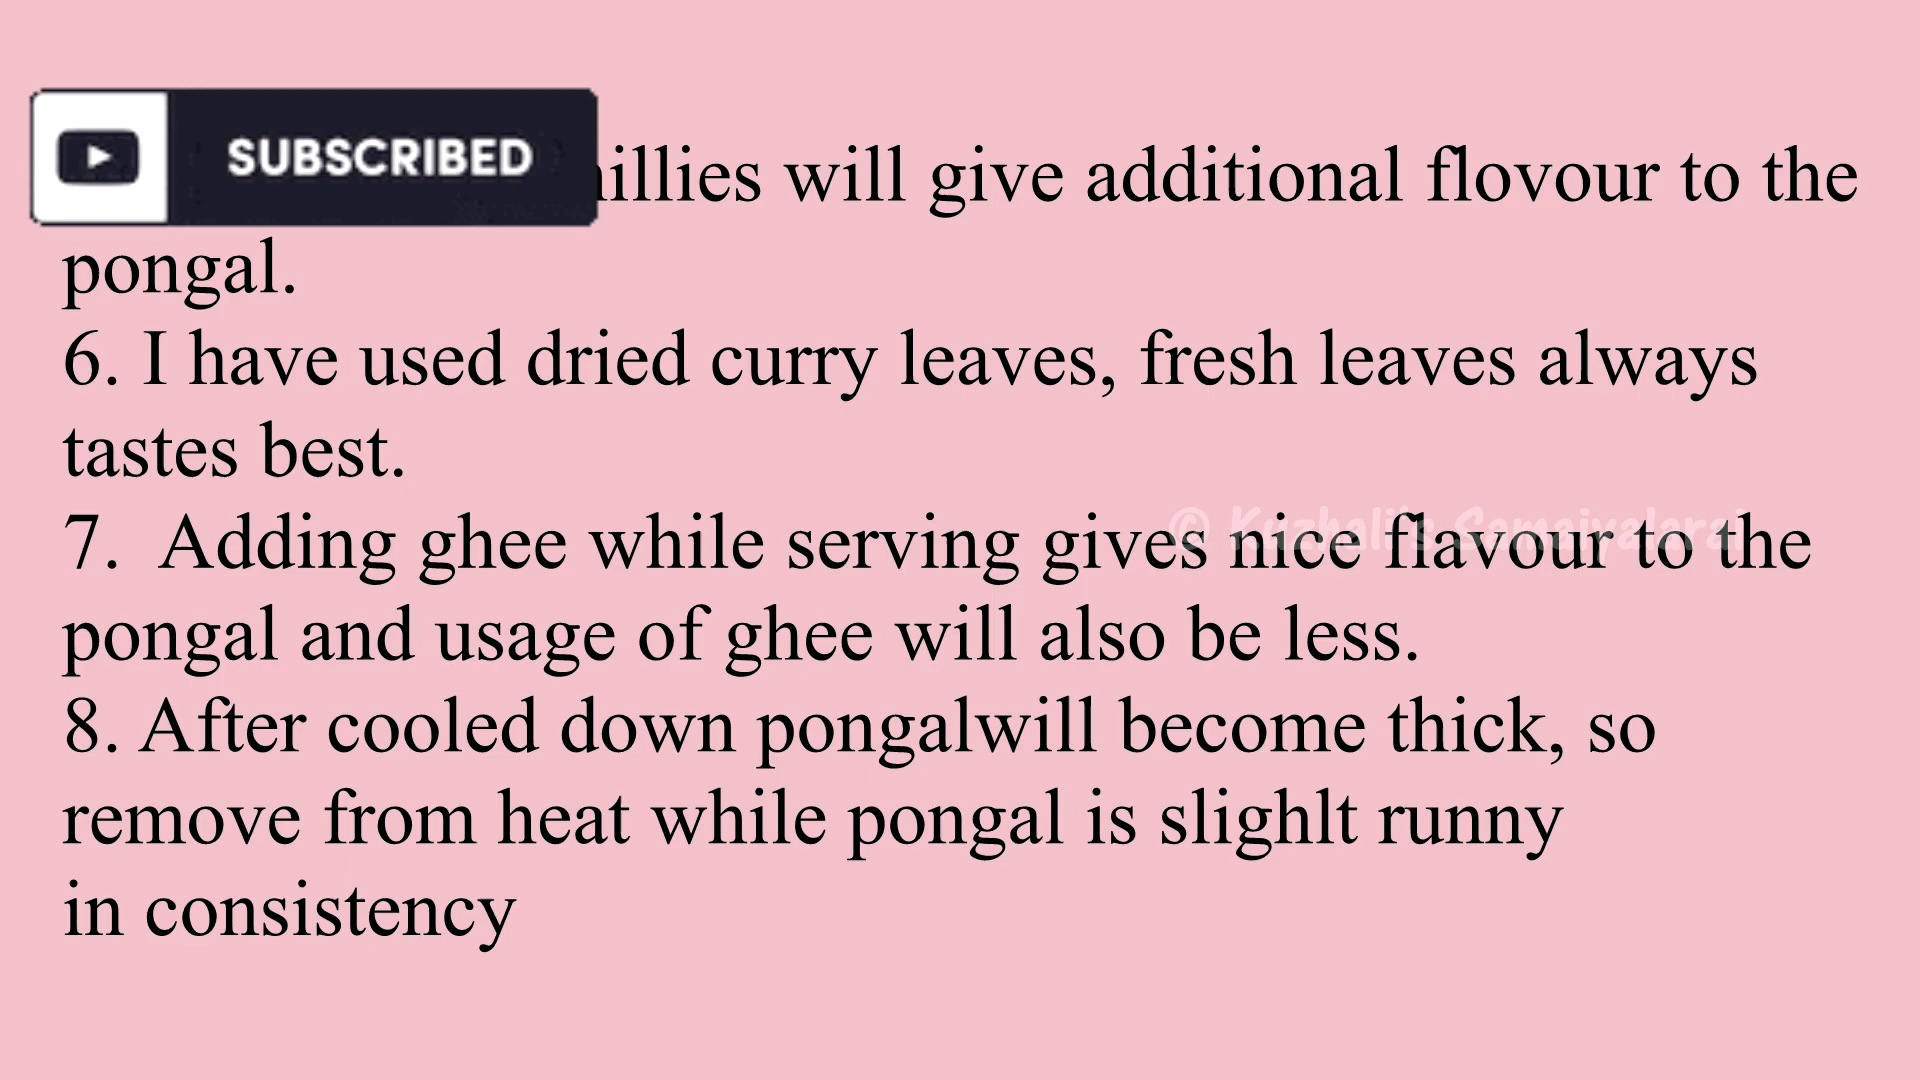 SUBSCRIBED
will give additional flovour to the
pongal.
6. I have used dried curry leaves, fresh leaves always
tastes best.
© Kuzhali's Samaiyalarai
7.  Adding ghee while serving gives nice flavour to the
pongal and usage of ghee will also be less.
8. After cooled down pongalwill become thick, so
remove from heat while pongal is slighlt runny
in consistency